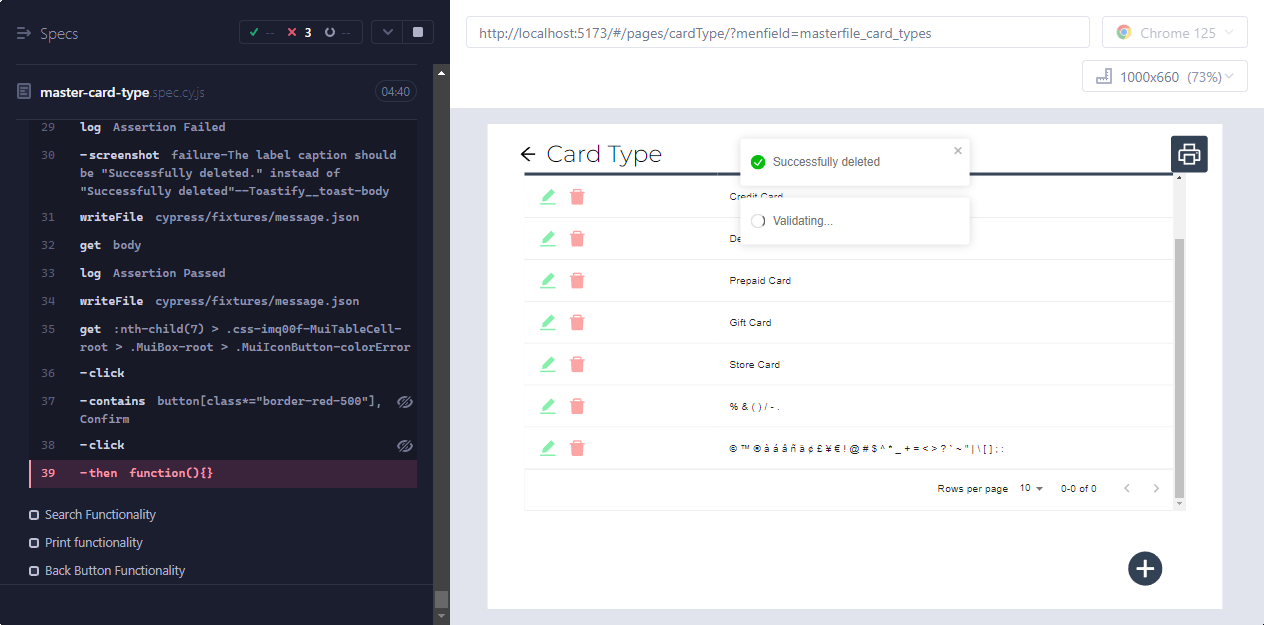 Specs
-- 3 --
master-card-type.spec.cy.js 04:40
29 log Assertion Failed
30 -screenshot failure-The label caption should
be "Successfully deleted." instead of
"Successfully deleted"--Toastify__toast-body
31 writeFile cypress/fixtures/message.json
32 get body
33 log Assertion Passed
34 writeFile cypress/fixtures/message.json
35 get :nth-child(7) > .css-imq00f-MuiTableCell-
root > .MuiBox-root > .MuiIconButton-colorError
36 -click
37 -contains button[class*="border-red-500"],
Confirm
38 -click
39 -then function(){}
Search Functionality
Print functionality
Back Button Functionality
http://localhost:5173/#/pages/cardType/?menfield=masterfile_card_types
Chrome 125
1000x660 (73%)
Card Type
Successfully deleted
×
Validating...
Credit Card
De
Prepaid Card
Gift Card
Store Card
% & ( ) / - .
Rows per page 10 0-0 of 0